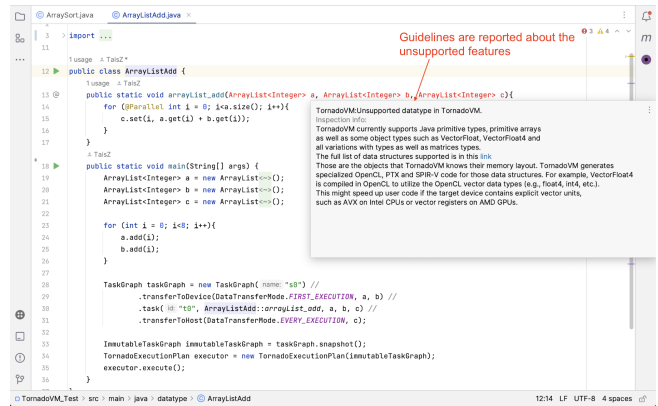 ArraySort.java
ArrayListAdd.java ×
Guidelines are reported about the
unsupported features
3 4
3 > import ...
11
1 usage TaisZ *
12 public class ArrayListAdd {
1 usage TaisZ
13 @ public static void arrayList_add(ArrayList<Integer> a, ArrayList<Integer> b, ArrayList<Integer> c){
14 for (@Parallel int i = 0; i<a.size(); i++){
15 c.set(i, a.get(i) + b.get(i));
16 }
17 }
TaisZ
18 public static void main(String[] args) {
19 ArrayList<Integer> a = new ArrayList<~>();
20 ArrayList<Integer> b = new ArrayList<~>();
21 ArrayList<Integer> c = new ArrayList<~>();
22
23 for (int i = 0; i<8; i++){
24 a.add(i);
25 b.add(i);
26 }
27
28 TaskGraph taskGraph = new TaskGraph( name: "s0") //
29 .transferToDevice(DataTransferMode.FIRST_EXECUTION, a, b) //
30 .task( id: "t0", ArrayListAdd::arrayList_add, a, b, c) //
31 .transferToHost(DataTransferMode.EVERY_EXECUTION, c);
32
33 ImmutableTaskGraph immutableTaskGraph = taskGraph.snapshot();
34 TornadoExecutionPlan executor = new TornadoExecutionPlan(immutableTaskGraph);
35 executor.execute();
36 }
TornadoVM:Unsupported datatype in TornadoVM.
Inspection info:
TornadoVM currently supports Java primitive types, primitive arrays
as well as some object types such as VectorFloat, VectorFloat4 and
all variations with types as well as matrices types.
The full list of data structures supported is in this link
Those are the objects that TornadoVM knows their memory layout. TornadoVM generates
specialized OpenCL, PTX and SPIR-V code for those data structures. For example, VectorFloat4
is compiled in OpenCL to utilize the OpenCL vector data types (e.g., float4, int4, etc.).
This might speed up user code if the target device contains explicit vector units,
such as AVX on Intel CPUs or vector registers on AMD GPUs.
m
TornadoVM_Test > src > main > java > datatype > ArrayListAdd
12:14 LF UTF-8 4 spaces